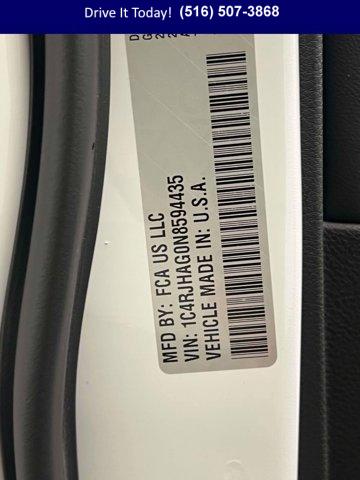 Drive It Today! (516) 507-3868
MFD BY: FCA US LLC
VIN: 1C4RJHAG0N8594435
VEHICLE MADE IN: U.S.A.